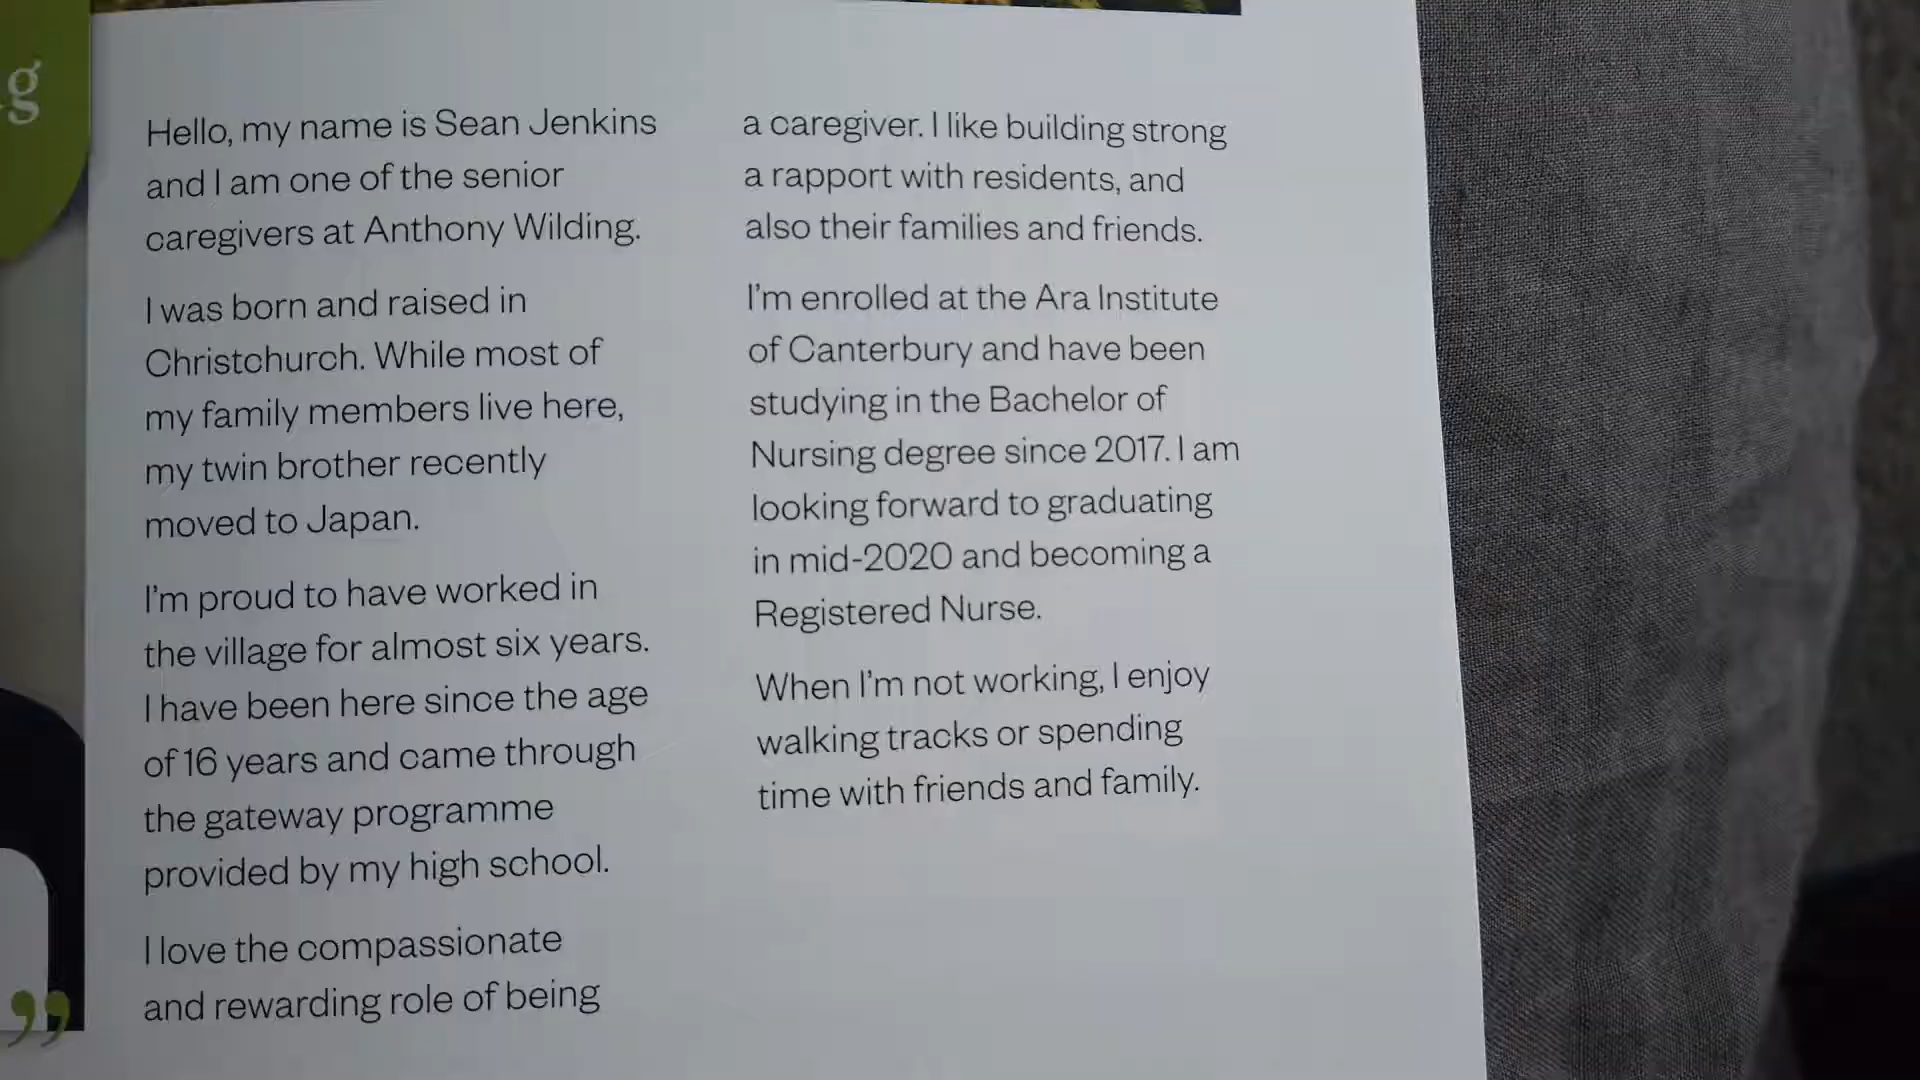 g
Hello, my name is Sean Jenkins
and I am one of the senior
caregivers at Anthony Wilding.
I was born and raised in
Christchurch. While most of
my family members live here,
my twin brother recently
moved to Japan.
I'm proud to have worked in
the village for almost six years.
I have been here since the age
of 16 years and came through
the gateway programme
provided by my high school.
I love the compassionate
and rewarding role of being
a caregiver. I like building strong
a rapport with residents, and
also their families and friends.
I'm enrolled at the Ara Institute
of Canterbury and have been
studying in the Bachelor of
Nursing degree since 2017. I am
looking forward to graduating
in mid-2020 and becoming a
Registered Nurse.
When I'm not working, I enjoy
walking tracks or spending
time with friends and family.
”